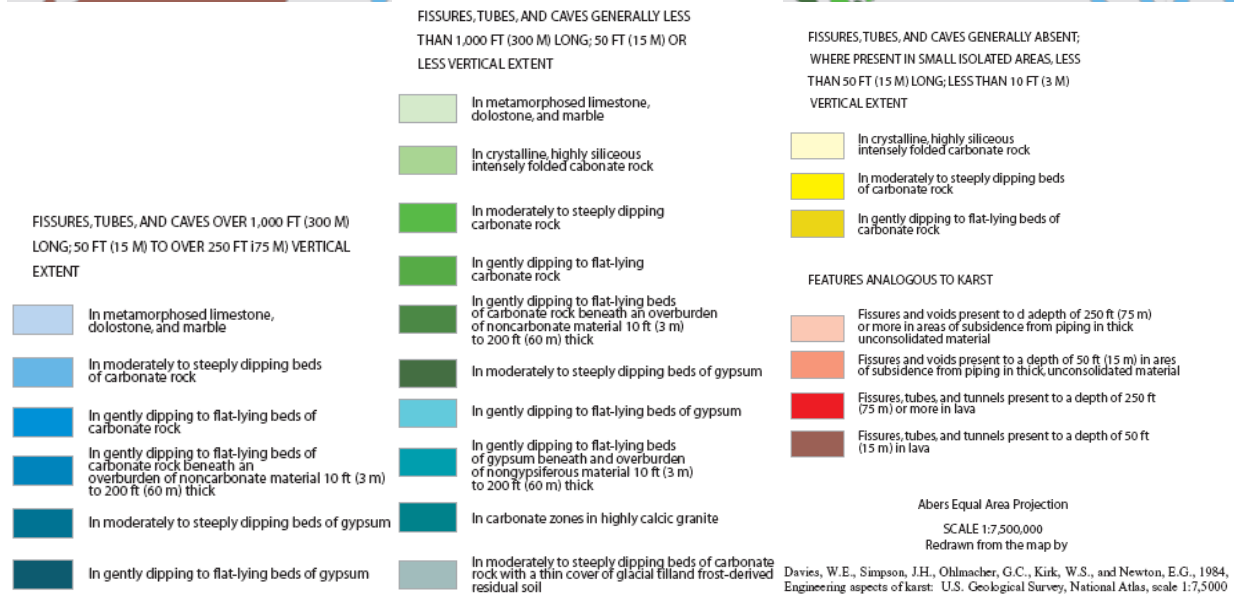 FISSURES, TUBES, AND CAVES OVER 1,000 FT (300 M)
LONG; 50 FT (15 M) TO OVER 250 FT i75 M) VERTICAL
EXTENT
In metamorphosed limestone,
dolostone, and marble
In moderately to steeply dipping beds
of carbonate rock
In gently dipping to flat-lying beds of
carbonate rock
In gently dipping to flat-lying beds of
carbonate rock beneath an
overburden of noncarbonate material 10 ft (3 m)
to 200 ft (60 m) thick
In moderately to steeply dipping beds of gypsum
In gently dipping to flat-lying beds of gypsum
FISSURES, TUBES, AND CAVES GENERALLY LESS
THAN 1,000 FT (300 M) LONG; 50 FT (15 M) OR
LESS VERTICAL EXTENT
In metamorphosed limestone,
dolostone, and marble
In crystalline, highly siliceous
intensely folded cabonate rock
In moderately to steeply dipping
carbonate rock
In gently dipping to flat-lying
carbonate rock
In gently dipping to flat-lying beds
of carbonate rock beneath an overburden
of noncarbonate material 10 ft (3 m)
to 200 ft (60 m) thick
In moderately to steeply dipping beds of gypsum
In gently dipping to flat-lying beds of gypsum
In gently dipping to flat-lying beds
of gypsum beneath and overburden
of nongypsiferous material 10 ft (3 m)
to 200 ft (60 m) thick
In carbonate zones in highly calcic granite
In moderately to steeply dipping beds of carbonate
rock with a thin cover of glacial filland frost-derived
residual soil
FISSURES, TUBES, AND CAVES GENERALLY ABSENT;
WHERE PRESENT IN SMALL ISOLATED AREAS, LESS
THAN 50 FT (15 M) LONG; LESS THAN 10 FT (3 M)
VERTICAL EXTENT
In crystalline, highly siliceous
intensely folded carbonate rock
In moderately to steeply dipping beds
of carbonate rock
In gently dipping to flat-lying beds of
carbonate rock
FEATURES ANALOGOUS TO KARST
Fissures and voids present to d adepth of 250 ft (75 m)
or more in areas of subsidence from piping in thick
unconsolidated material
Fissures and voids present to a depth of 50 ft (15 m) in ares
of subsidence from piping in thick, unconsolidated material
Fissures, tubes, and tunnels present to a depth of 250 ft
(75 m) or more in lava
Fissures, tubes, and tunnels present to a depth of 50 ft
(15 m) in lava
Abers Equal Area Projection
SCALE 1:7,500,000
Redrawn from the map by
Davies, W.E., Simpson, J.H., Ohlmacher, G.C., Kirk, W.S., and Newton, E.G., 1984,
Engineering aspects of karst: U.S. Geological Survey, National Atlas, scale 1:7,5000